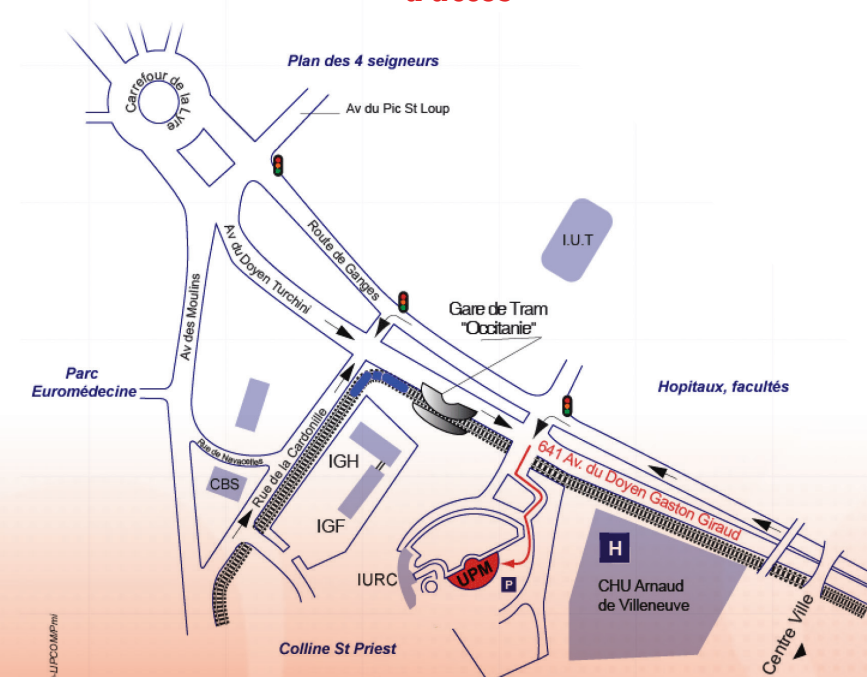 d'accès
Plan des 4 seigneurs
Carrefour de la Lyre
Av du Pic St Loup
Route de Ganges
I.U.T
Av du Doyen Turchini
Av des Moulins
Gare de Tram
"Occitanie"
Parc
Euromédecine
Hopitaux, facultés
Rue de la Cardonille
Rue de Navacelles
CBS
IGH
IGF
641 Av. du Doyen Gaston Giraud
H
IURC
UPM
P
CHU Arnaud
de Villeneuve
Colline St Priest
Centre Ville